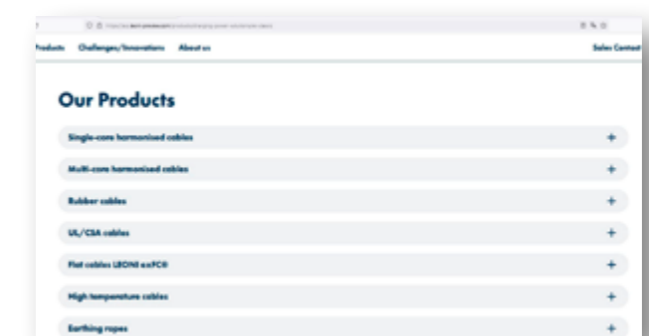 Products Challenges/Innovations About us Sales Contact
Our Products
Single-core harmonised cables
Multi-core harmonised cables
Rubber cables
UL/CSA cables
Flat cables LEONI exFC®
High temperature cables
Earthing ropes